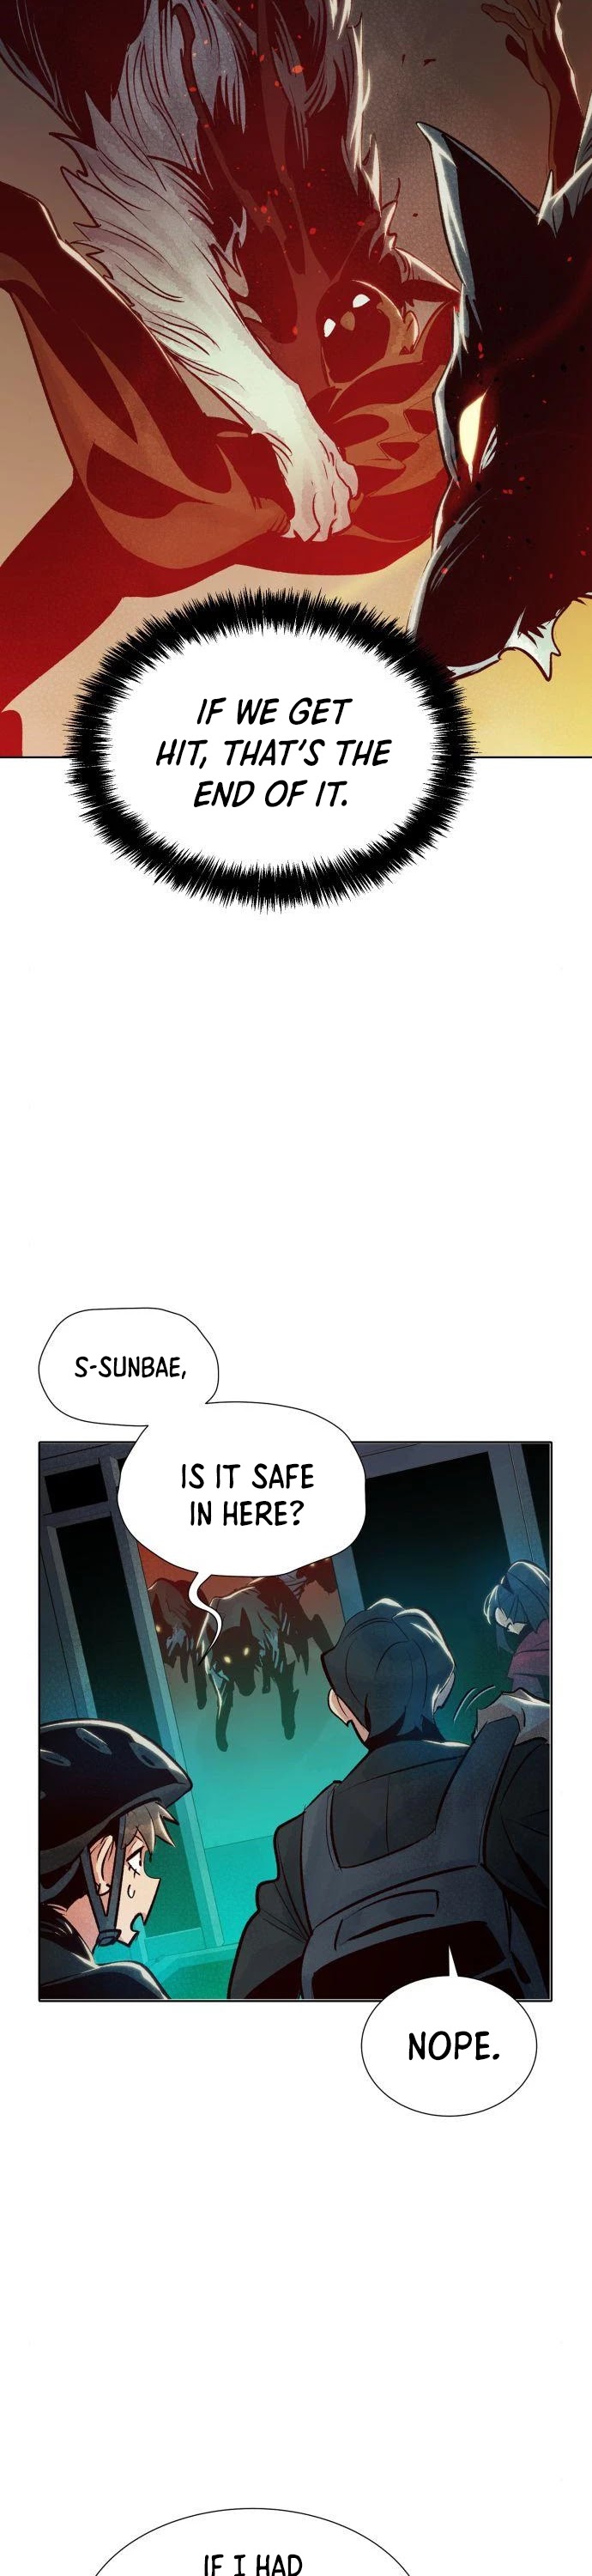 IF WE GET
HIT, THAT'S THE
END OF IT.
S-SUNBAE,
IS IT SAFE
IN HERE?
NOPE.
IF I HAD